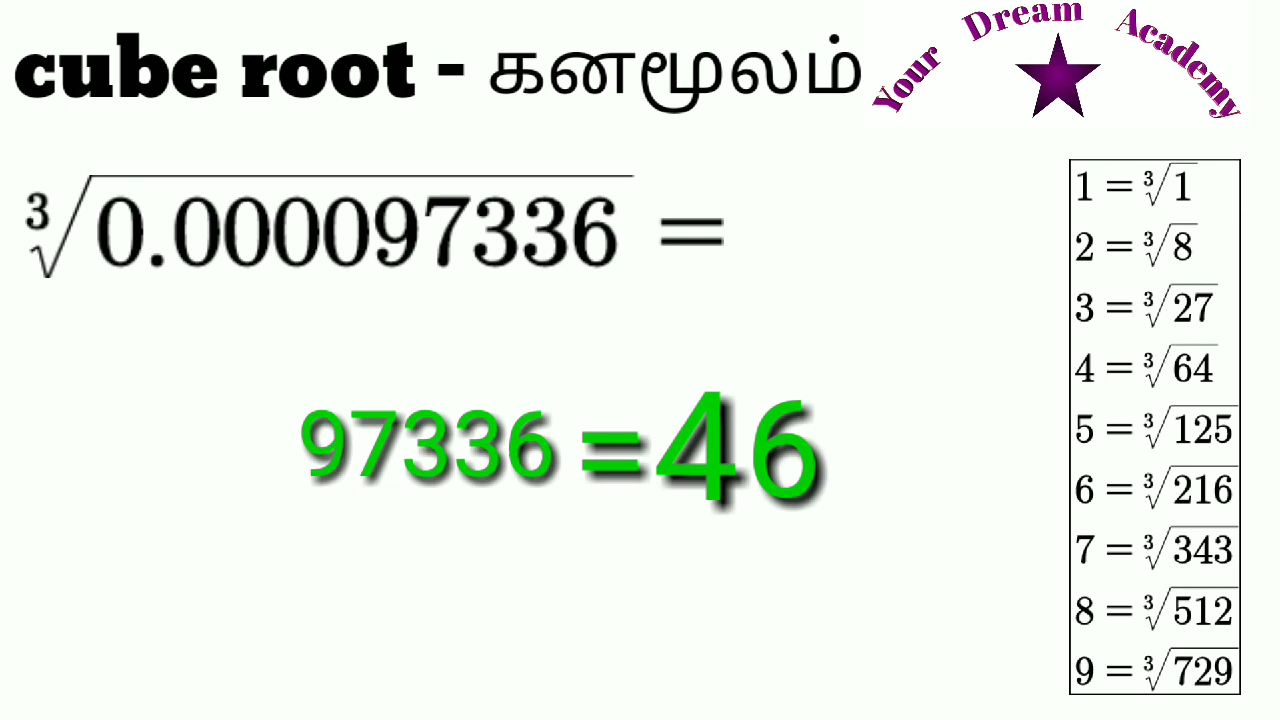 cube root - கனமூலம்
Your Dream Academy
∛0.000097336 =
97336 = 46
1 = ∛1
2 = ∛8
3 = ∛27
4 = ∛64
5 = ∛125
6 = ∛216
7 = ∛343
8 = ∛512
9 = ∛729